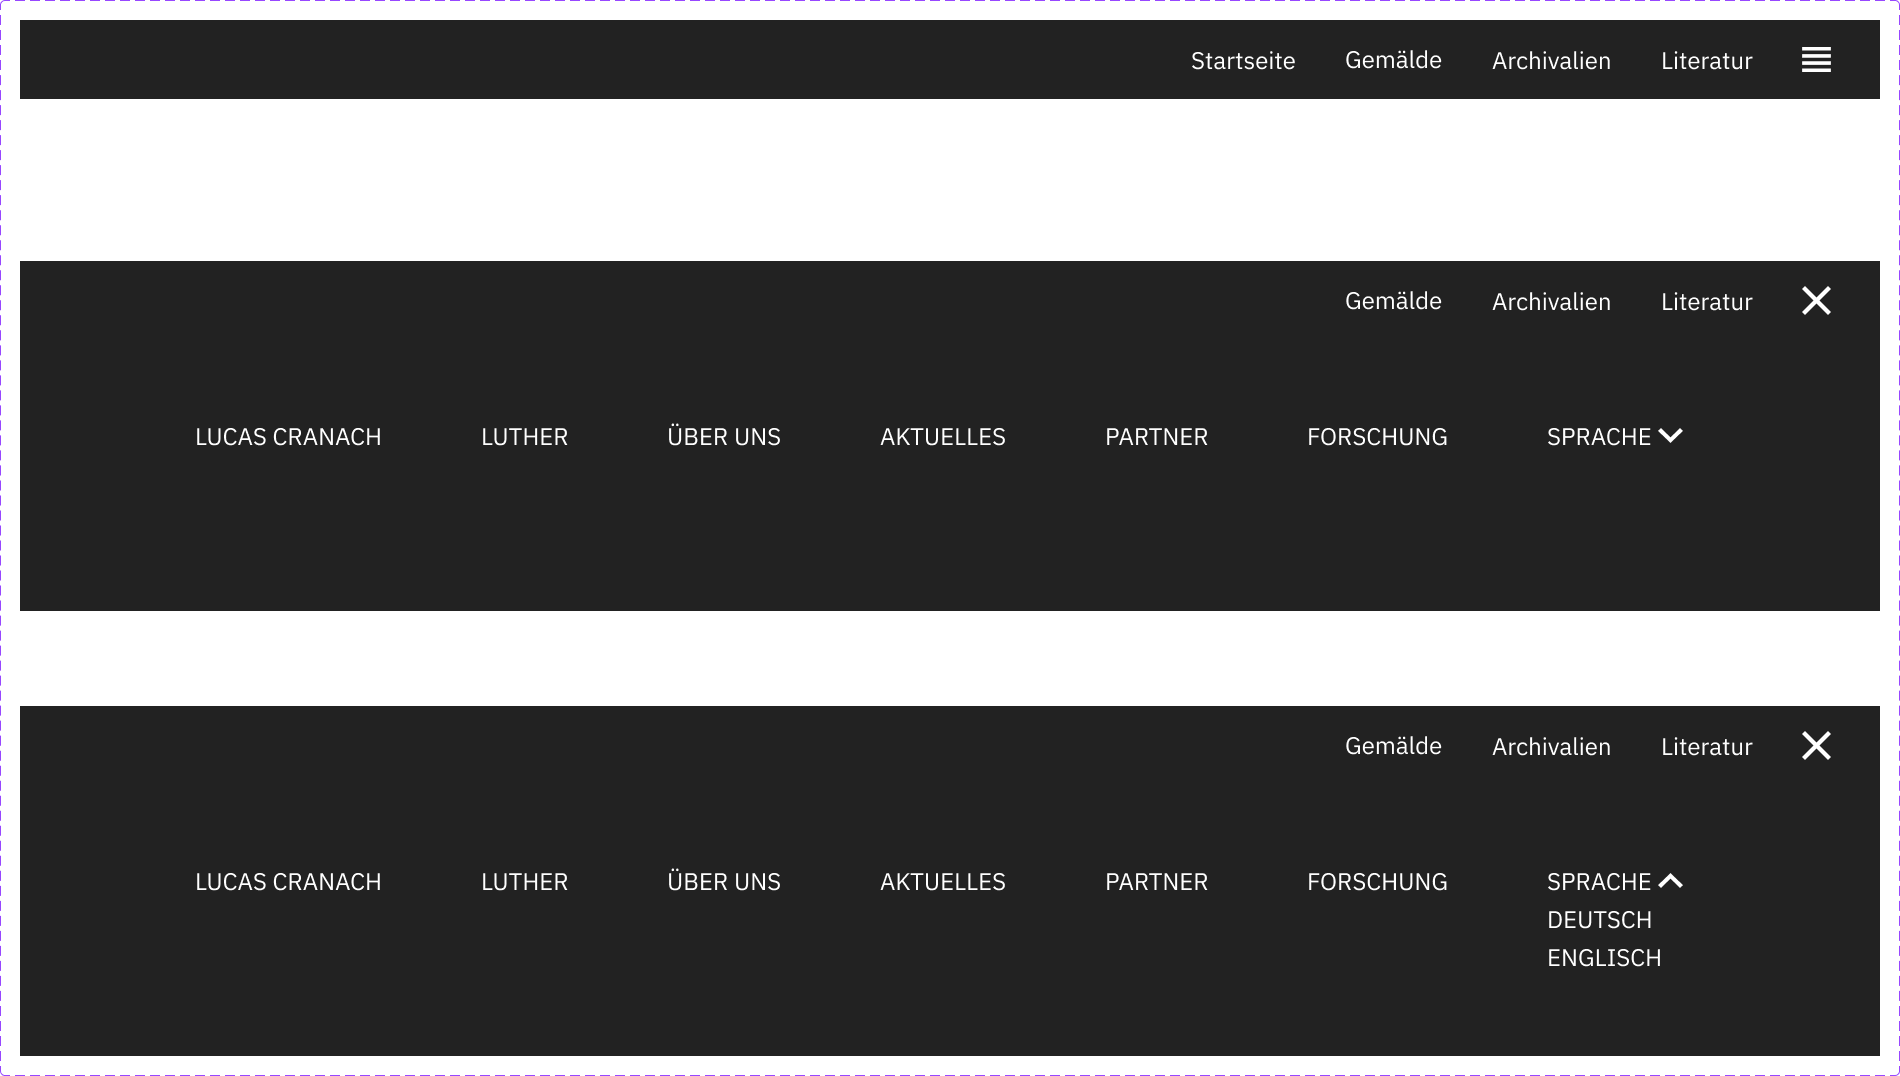 Startseite Gemälde Archivalien Literatur
Gemälde Archivalien Literatur
LUCAS CRANACH LUTHER ÜBER UNS AKTUELLES PARTNER FORSCHUNG SPRACHE
Gemälde Archivalien Literatur
LUCAS CRANACH LUTHER ÜBER UNS AKTUELLES PARTNER FORSCHUNG SPRACHE
DEUTSCH
ENGLISCH